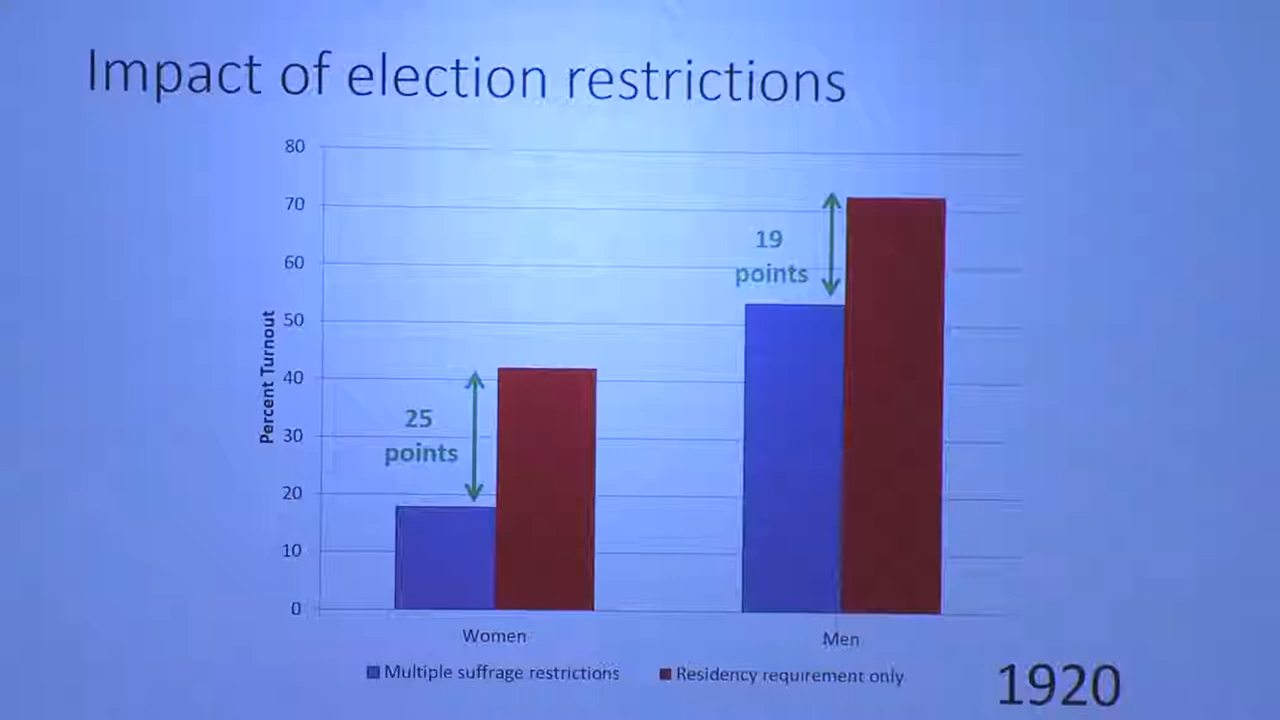 Impact of election restrictions
80
70
60
50
40
30
20
10
0
Percent Turnout
25
points
19
points
Women
Men
Multiple suffrage restrictions
Residency requirement only
1920